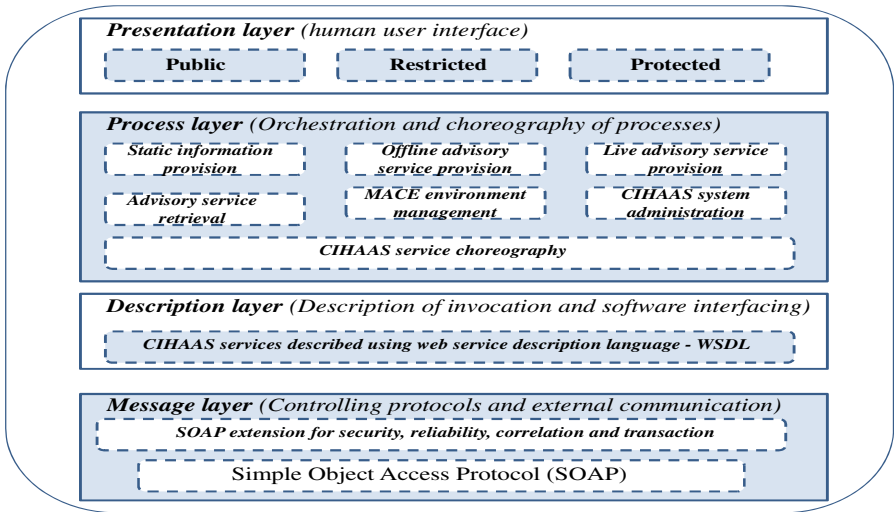 Presentation layer (human user interface)
Public Restricted Protected
Process layer (Orchestration and choreography of processes)
Static information
provision
Offline advisory
service provision
Live advisory service
provision
Advisory service
retrieval
MACE environment
management
CIHAAS system
administration
CIHAAS service choreography
Description layer (Description of invocation and software interfacing)
CIHAAS services described using web service description language - WSDL
Message layer (Controlling protocols and external communication)
SOAP extension for security, reliability, correlation and transaction
Simple Object Access Protocol (SOAP)